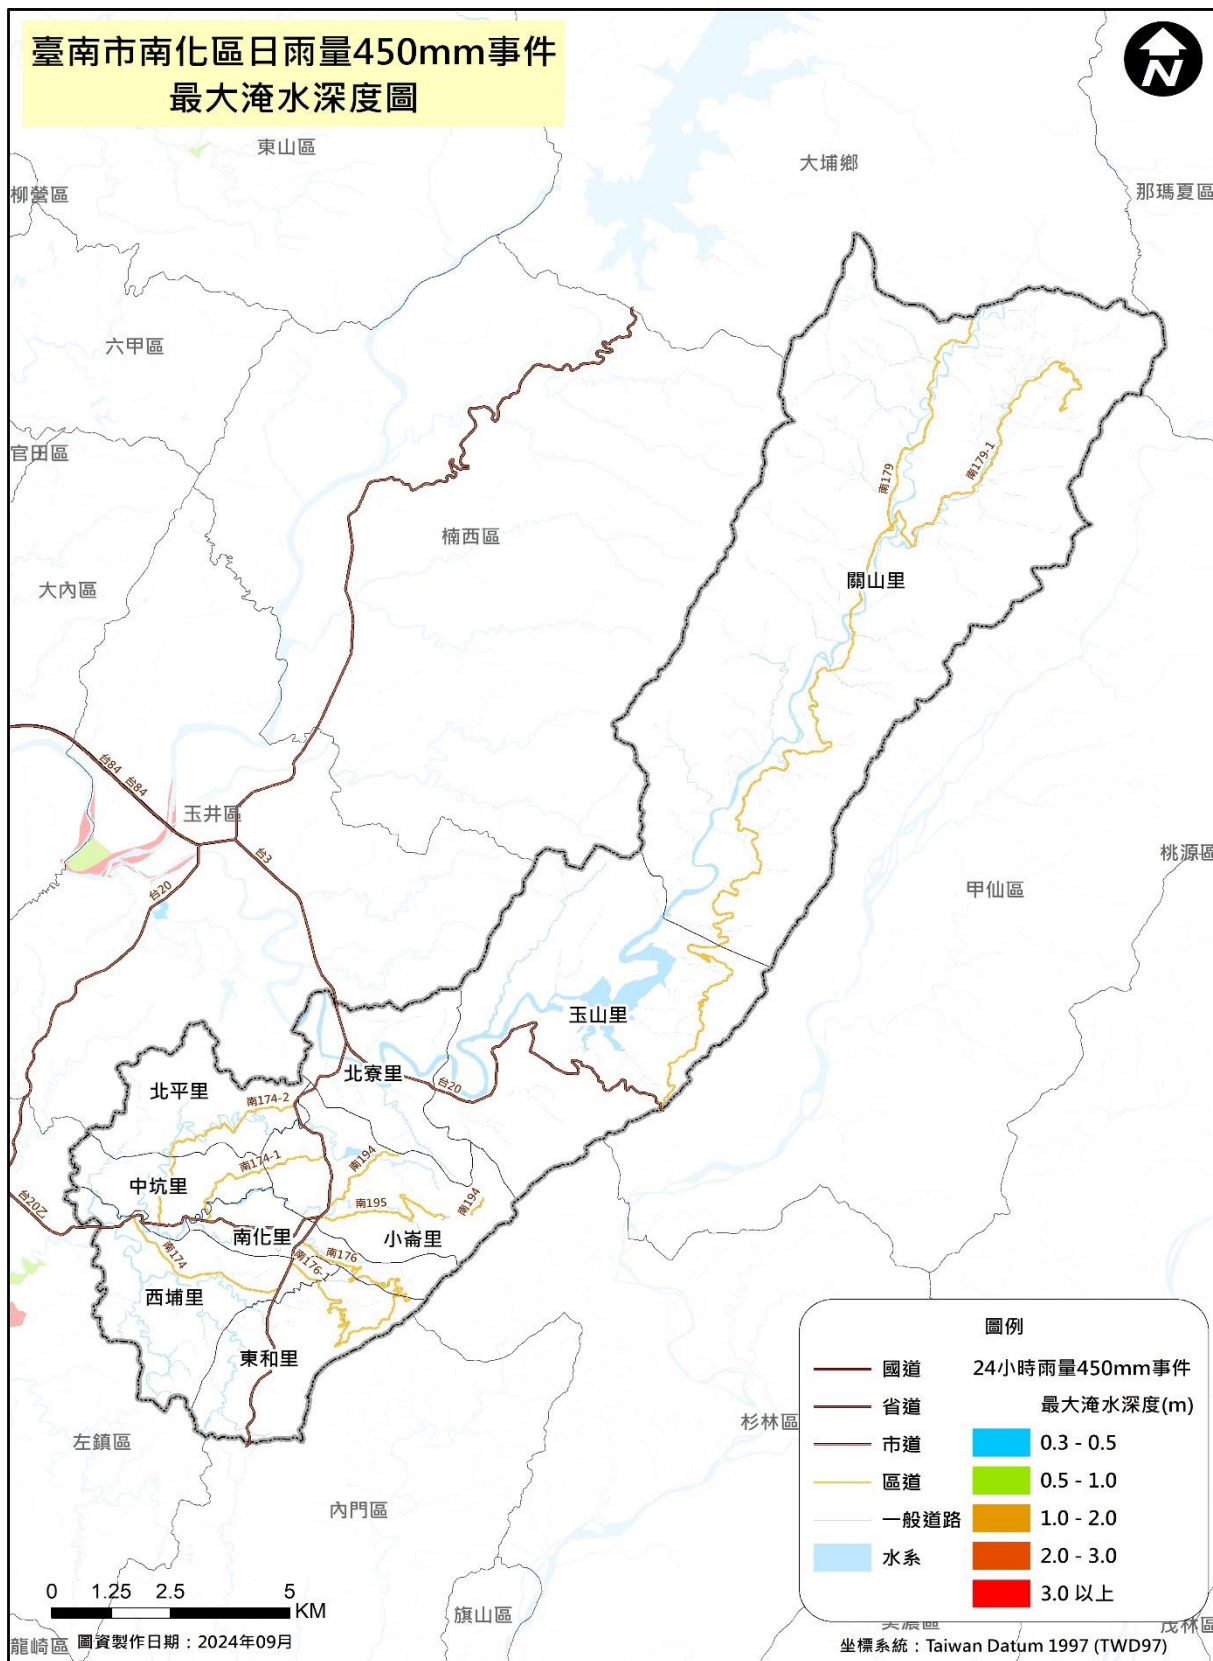 臺南市南化區日雨量450mm事件
最大淹水深度圖
N
東山區
大埔鄉
柳營區
那瑪夏區
六甲區
官田區
南179
南179-1
楠西區
關山里
大內區
台84
台84
玉井區
台3
桃源區
台20
甲仙區
玉山里
北寮里
台20
北平里
南174-2
南194
南174-1
中坑里
南195
南194
台20乙
南化里
小崙里
南174
南176
南176-1
西埔里
東和里
左鎮區
杉林區
內門區
旗山區
龍崎區
美濃區
茂林區
圖例
國道
省道
市道
區道
一般道路
水系
24小時雨量450mm事件
最大淹水深度(m)
0.3 - 0.5
0.5 - 1.0
1.0 - 2.0
2.0 - 3.0
3.0 以上
0 1.25 2.5 5
KM
圖資製作日期：2024年09月
坐標系統：Taiwan Datum 1997 (TWD97)